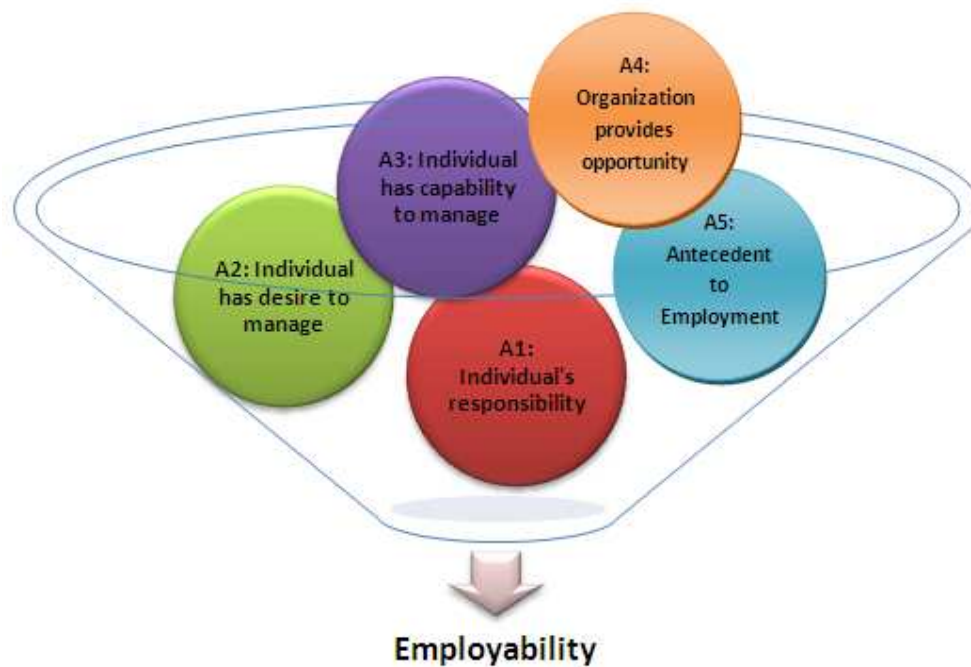 A4:
Organization
provides
opportunity
A3: Individual
has capability
to manage
A5:
Antecedent
to
Employment
A2: Individual
has desire to
manage
A1:
Individual's
responsibility
Employability